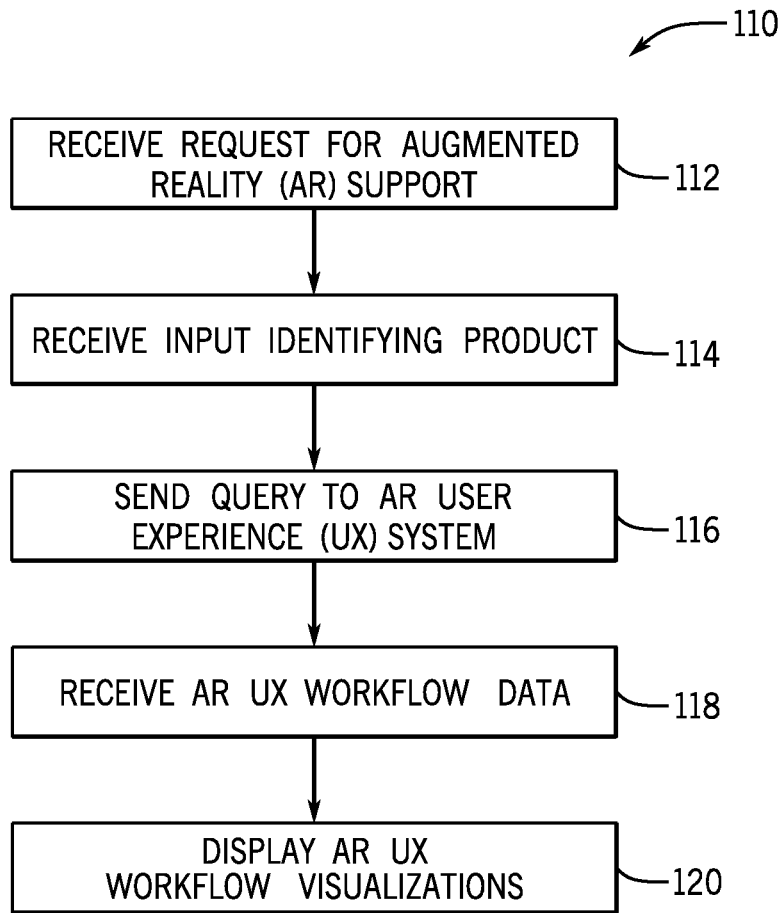 110
RECEIVE REQUEST FOR AUGMENTED
REALITY (AR) SUPPORT
112
RECEIVE INPUT IDENTIFYING PRODUCT
114
SEND QUERY TO AR USER
EXPERIENCE (UX) SYSTEM
116
RECEIVE AR UX WORKFLOW DATA
118
DISPLAY AR UX
WORKFLOW VISUALIZATIONS
120